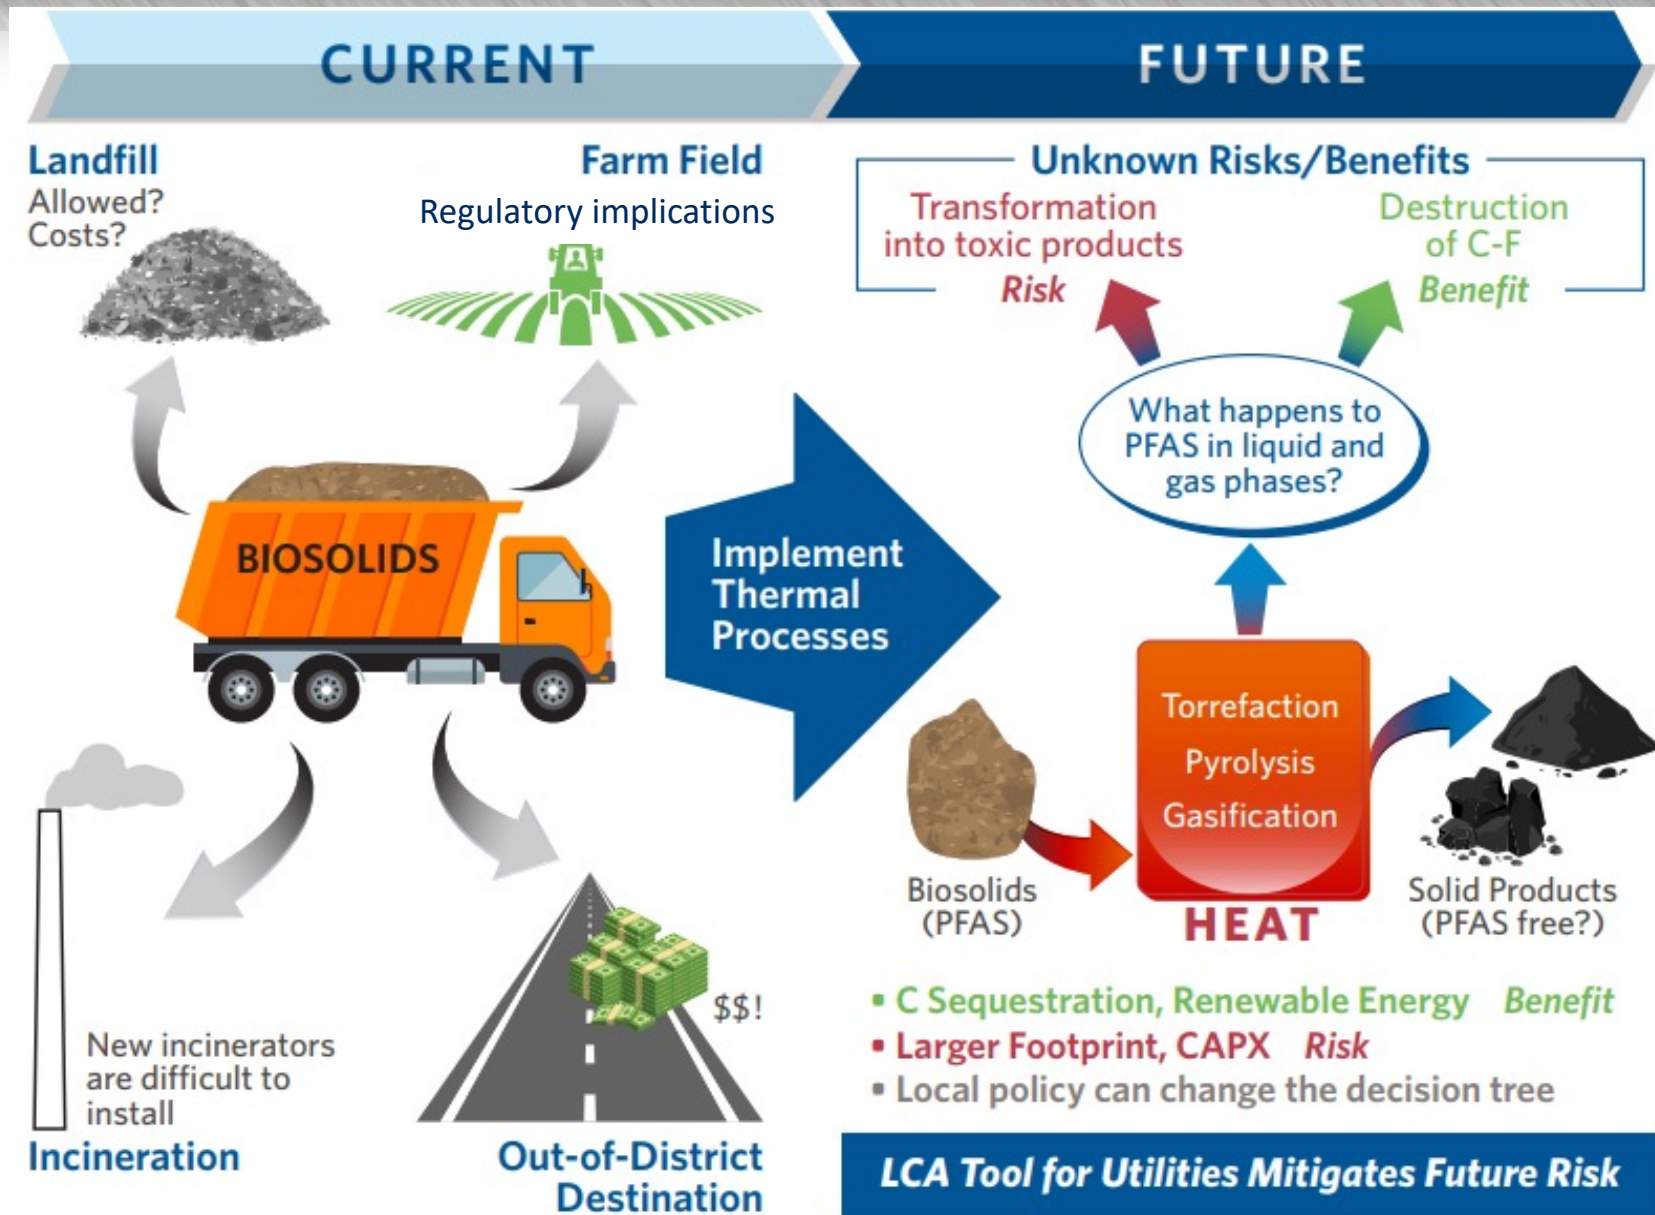 CURRENT
FUTURE
Landfill
Allowed?
Costs?
Farm Field
Regulatory implications
BIOSOLIDS
New incinerators
are difficult to
install
Incineration
$$!
Out-of-District
Destination
Implement
Thermal
Processes
Unknown Risks/Benefits
Transformation
into toxic products
Risk
Destruction
of C-F
Benefit
What happens to
PFAS in liquid and
gas phases?
Torrefaction
Pyrolysis
Gasification
HEAT
Biosolids
(PFAS)
Solid Products
(PFAS free?)
▪ C Sequestration, Renewable Energy Benefit
▪ Larger Footprint, CAPX Risk
▪ Local policy can change the decision tree
LCA Tool for Utilities Mitigates Future Risk